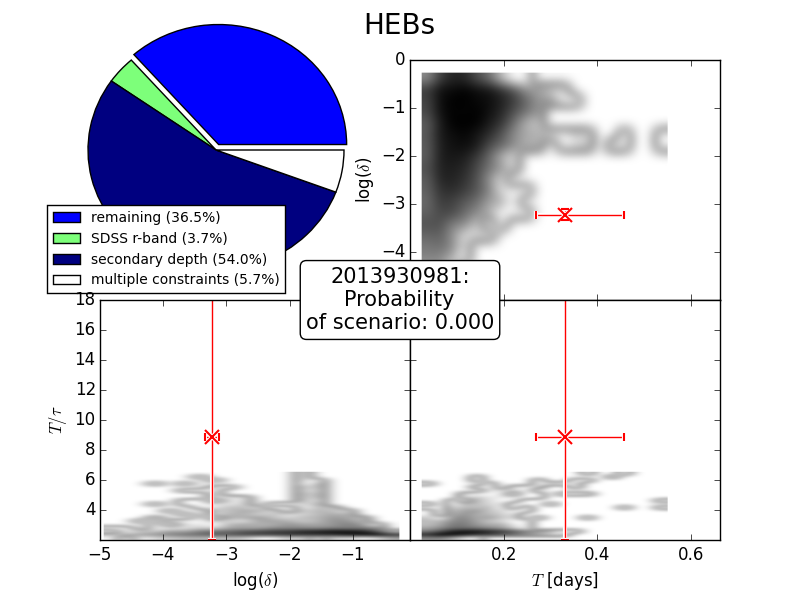 HEBs
remaining (36.5%)
SDSS r-band (3.7%)
secondary depth (54.0%)
multiple constraints (5.7%)
0
−1
−2
−3
−4
log(δ)
2013930981:
Probability
of scenario: 0.000
18
16
14
12
10
8
6
4
T/τ
−5 −4 −3 −2 −1
log(δ)
0.2 0.4 0.6
T [days]